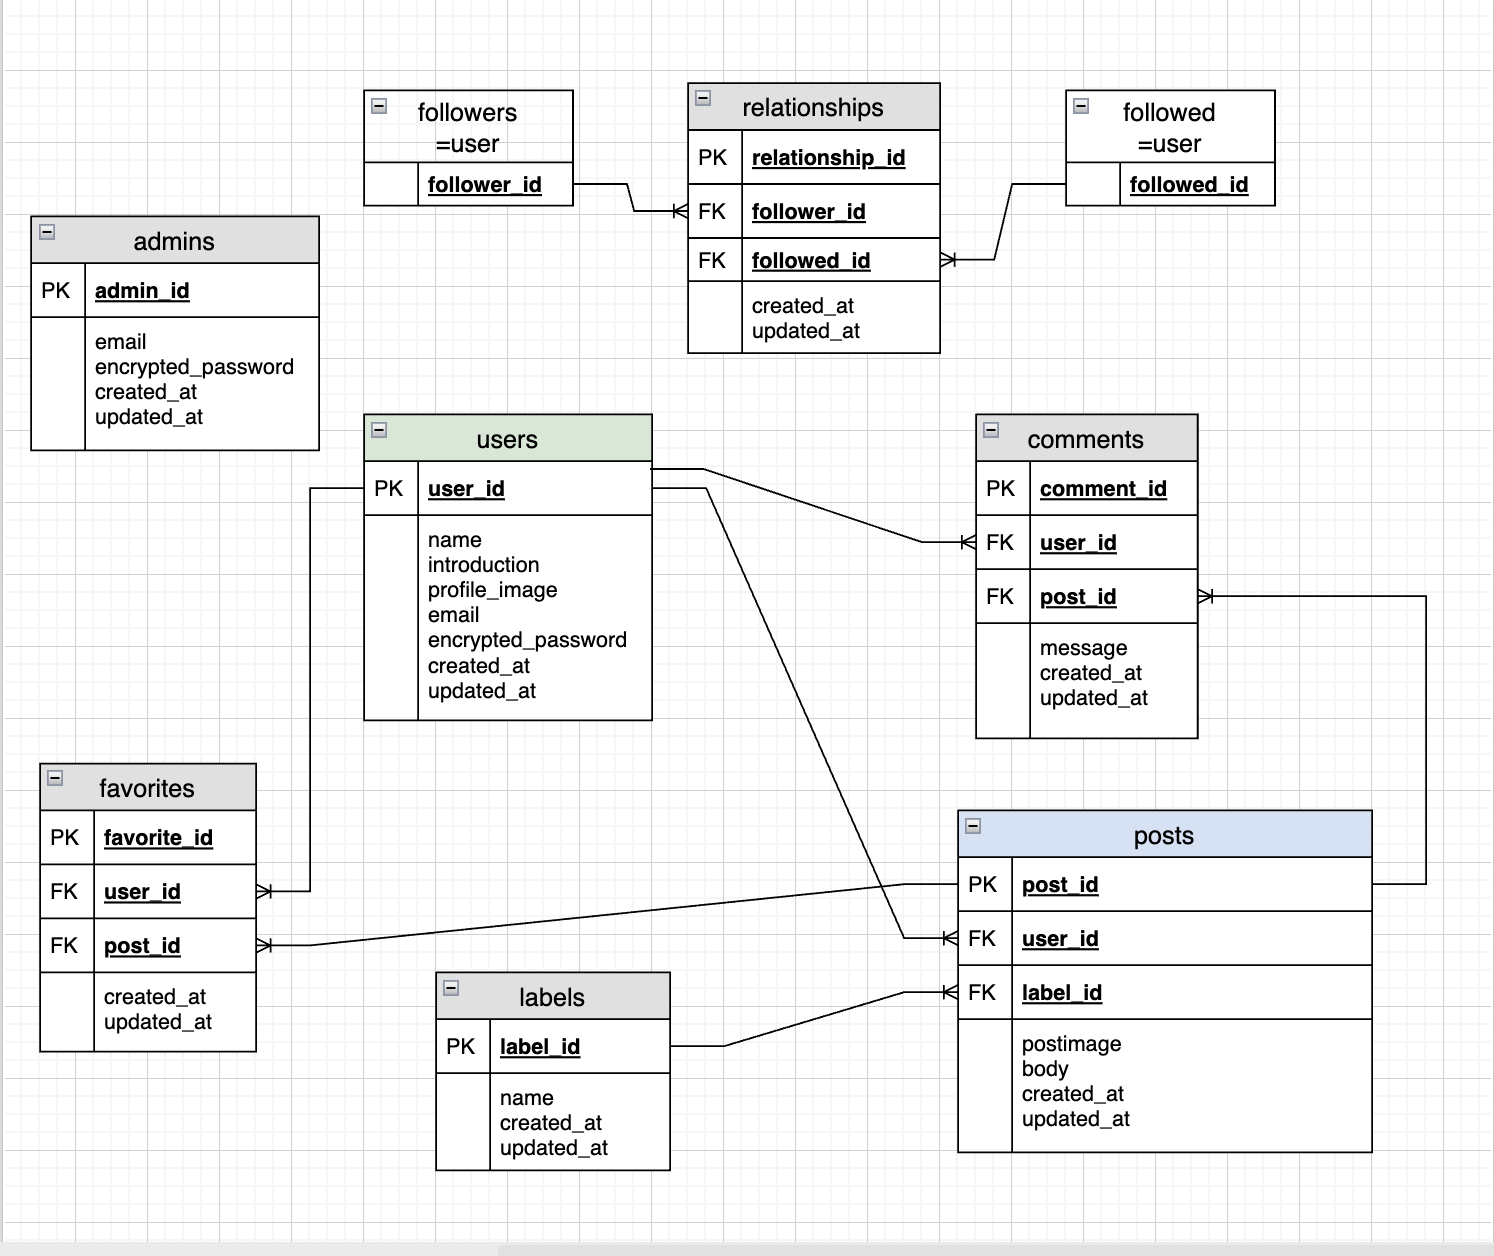 followers
=user
follower_id
relationships
PK relationship_id
FK follower_id
FK followed_id
created_at
updated_at
followed
=user
followed_id
admins
PK admin_id
email
encrypted_password
created_at
updated_at
users
PK user_id
name
introduction
profile_image
email
encrypted_password
created_at
updated_at
comments
PK comment_id
FK user_id
FK post_id
message
created_at
updated_at
favorites
PK favorite_id
FK user_id
FK post_id
created_at
updated_at
labels
PK label_id
name
created_at
updated_at
posts
PK post_id
FK user_id
FK label_id
postimage
body
created_at
updated_at